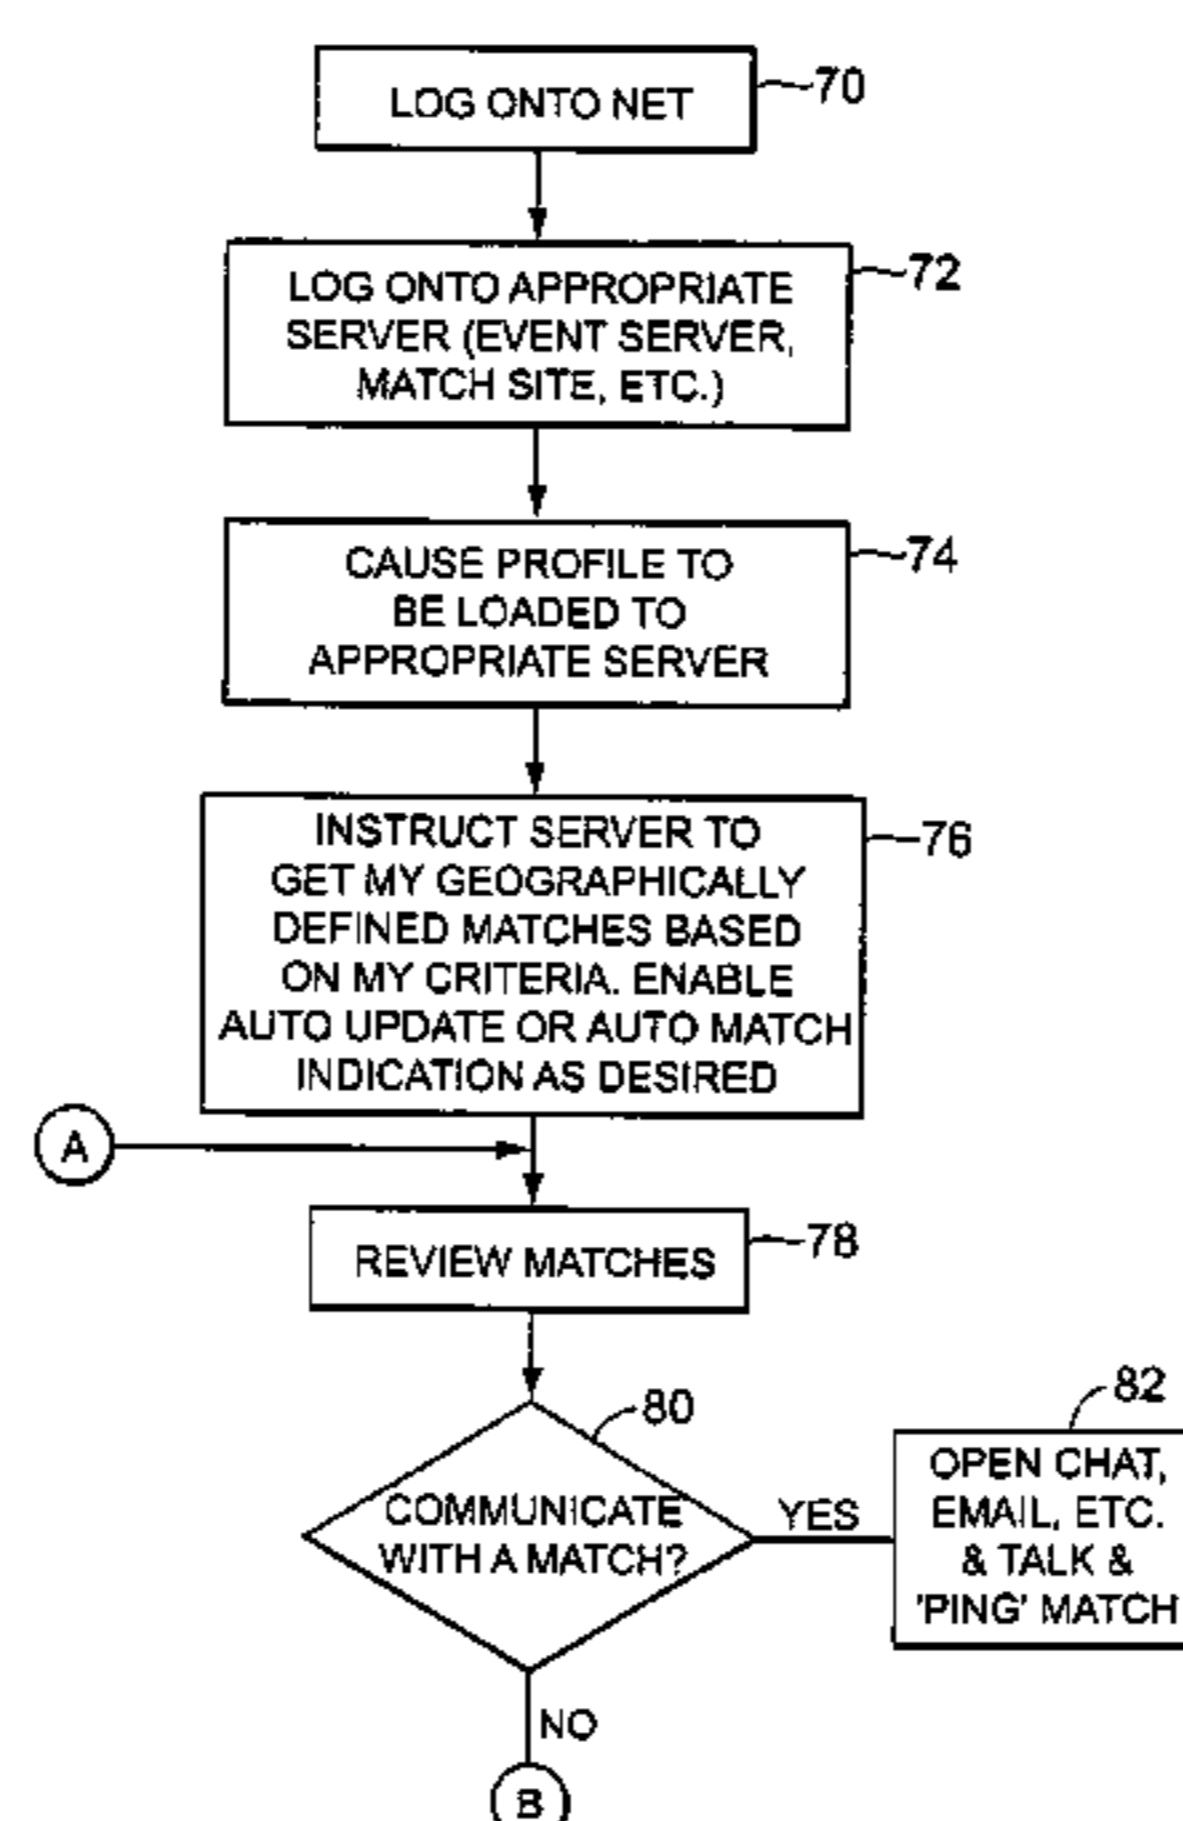 LOG ONTO NET
70
LOG ONTO APPROPRIATE
SERVER (EVENT SERVER,
MATCH SITE, ETC.)
72
CAUSE PROFILE TO
BE LOADED TO
APPROPRIATE SERVER
74
INSTRUCT SERVER TO
GET MY GEOGRAPHICALLY
DEFINED MATCHES BASED
ON MY CRITERIA. ENABLE
AUTO UPDATE OR AUTO MATCH
INDICATION AS DESIRED
76
A
REVIEW MATCHES
78
COMMUNICATE
WITH A MATCH?
80
YES
82
OPEN CHAT,
EMAIL, ETC.
& TALK &
'PING' MATCH
NO
B